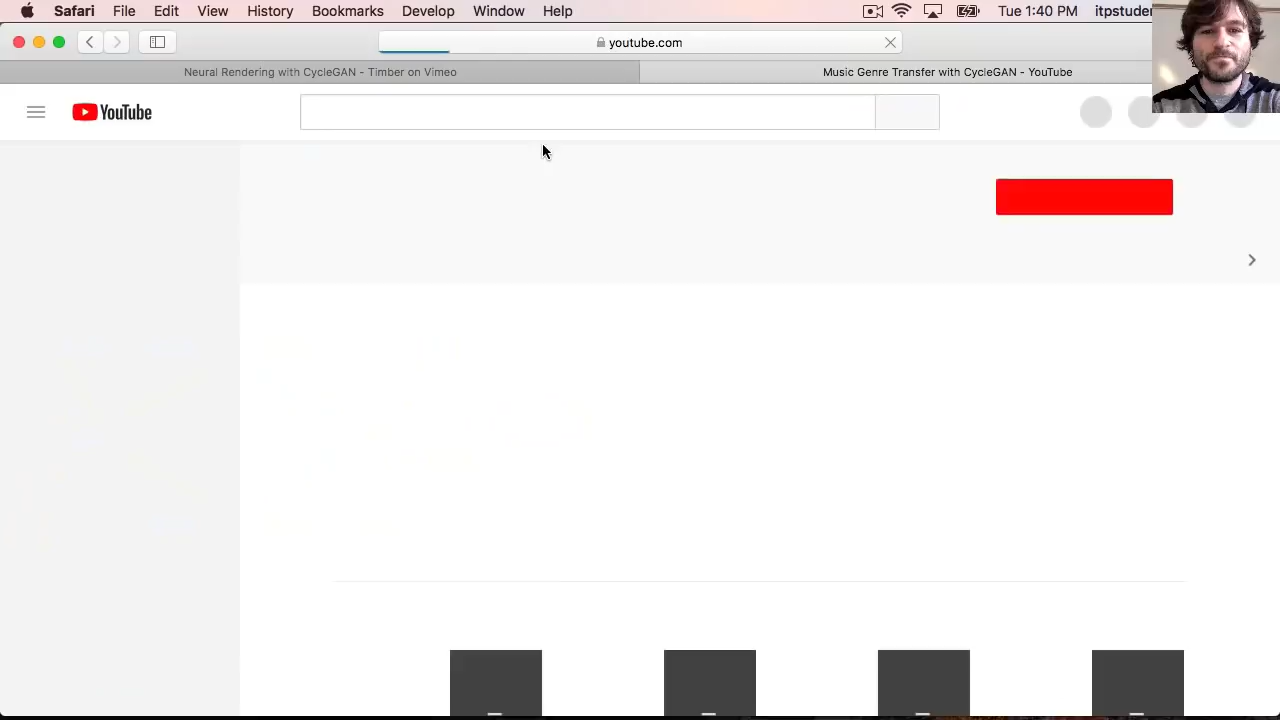 Safari File Edit View History Bookmarks Develop Window Help Tue 1:40 PM itpstuden
youtube.com
Neural Rendering with CycleGAN - Timber on Vimeo Music Genre Transfer with CycleGAN - YouTube
YouTube